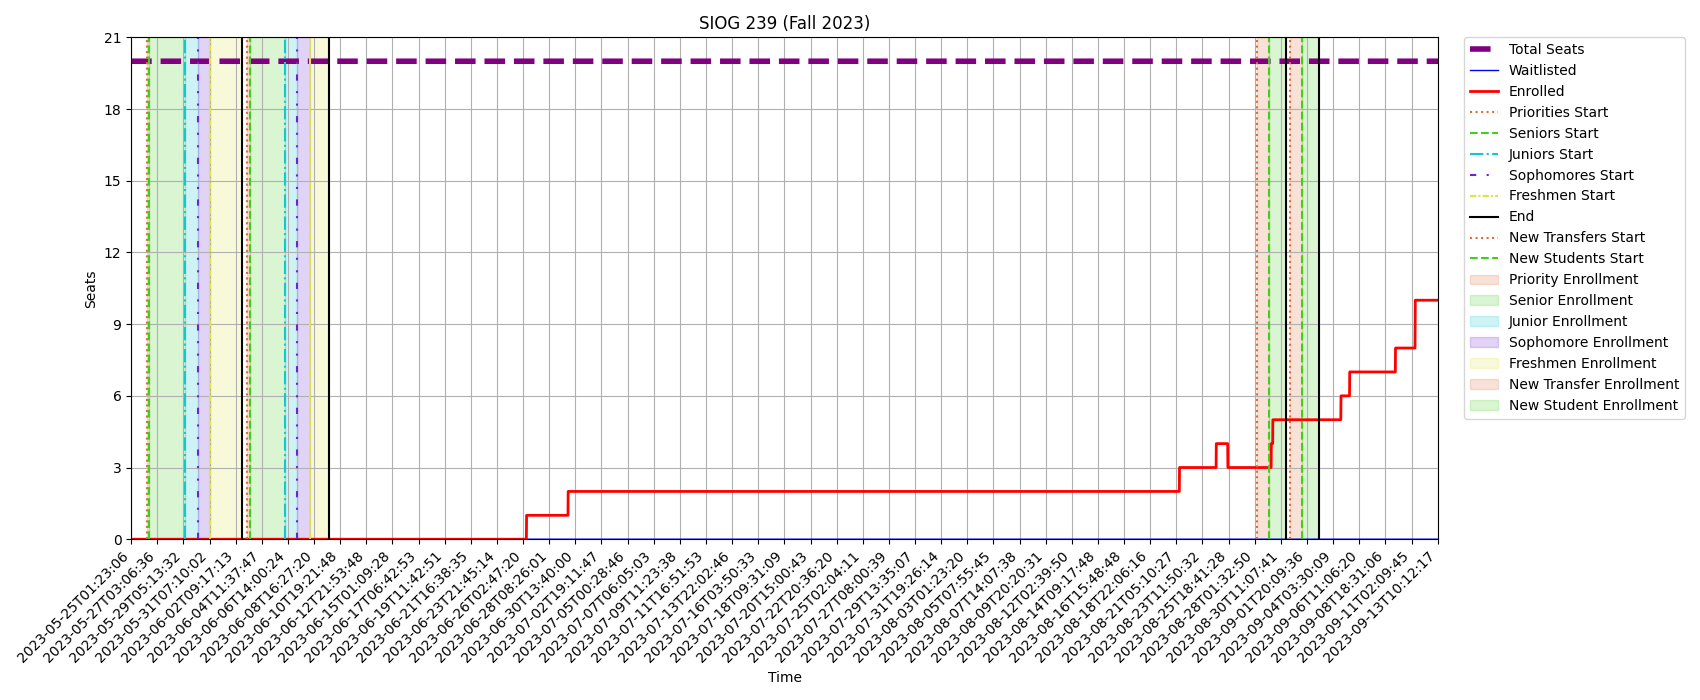 SIOG 239 (Fall 2023)
21
18
15
12
9
6
3
0
Seats
2023-05-25T01:23:06
2023-05-27T03:06:36
2023-05-29T05:13:32
2023-05-31T07:10:02
2023-06-02T09:17:13
2023-06-04T11:37:47
2023-06-06T14:00:24
2023-06-08T16:27:20
2023-06-10T19:21:48
2023-06-12T21:53:48
2023-06-15T01:09:28
2023-06-17T06:42:53
2023-06-19T11:42:51
2023-06-21T16:38:35
2023-06-23T21:45:14
2023-06-26T02:47:20
2023-06-28T08:26:01
2023-06-30T13:40:00
2023-07-02T19:11:47
2023-07-05T00:28:46
2023-07-07T06:05:03
2023-07-09T11:23:38
2023-07-11T16:51:53
2023-07-13T22:02:46
2023-07-16T03:50:33
2023-07-18T09:31:09
2023-07-20T15:00:43
2023-07-22T20:36:20
2023-07-25T02:04:11
2023-07-27T08:00:39
2023-07-29T13:35:07
2023-07-31T19:26:14
2023-08-03T01:23:20
2023-08-05T07:55:45
2023-08-07T14:07:38
2023-08-09T20:20:31
2023-08-12T02:39:50
2023-08-14T09:17:48
2023-08-16T15:48:48
2023-08-18T22:06:16
2023-08-21T05:10:27
2023-08-23T11:50:32
2023-08-25T18:41:28
2023-08-28T01:32:50
2023-08-30T11:07:41
2023-09-01T20:09:36
2023-09-04T03:30:09
2023-09-06T11:06:20
2023-09-08T18:31:06
2023-09-11T02:09:45
2023-09-13T10:12:17
Time
Total Seats
Waitlisted
Enrolled
Priorities Start
Seniors Start
Juniors Start
Sophomores Start
Freshmen Start
End
New Transfers Start
New Students Start
Priority Enrollment
Senior Enrollment
Junior Enrollment
Sophomore Enrollment
Freshmen Enrollment
New Transfer Enrollment
New Student Enrollment